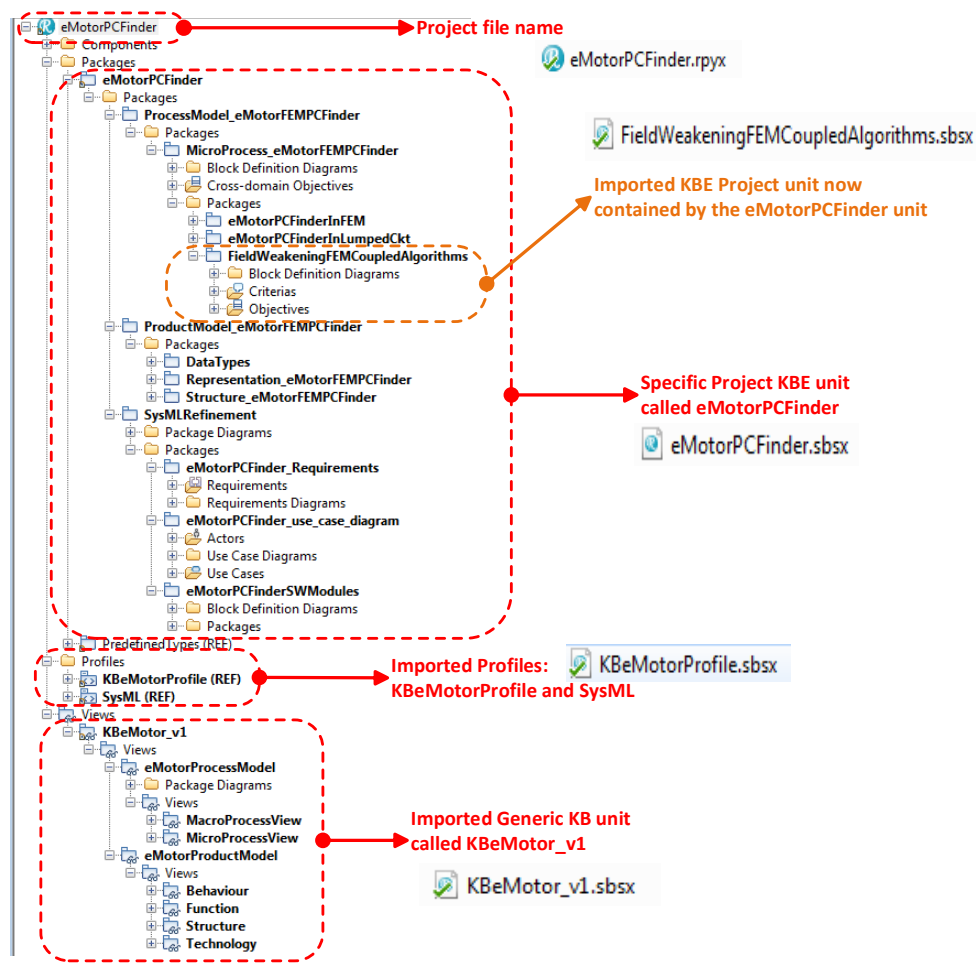 eMotorPCFinder
Components
Packages
eMotorPCFinder
Packages
ProcessModel_eMotorFEMPCFinder
Packages
MicroProcess_eMotorFEMPCFinder
Block Definition Diagrams
Cross-domain Objectives
Packages
eMotorPCFinderInFEM
eMotorPCFinderInLumpedCkt
FieldWeakeningFEMCoupledAlgorithms
Block Definition Diagrams
Criterias
Objectives
ProductModel_eMotorFEMPCFinder
Packages
DataTypes
Representation_eMotorFEMPCFinder
Structure_eMotorFEMPCFinder
SysMLRefinement
Package Diagrams
Packages
eMotorPCFinder_Requirements
Requirements
Requirements Diagrams
eMotorPCFinder_use_case_diagram
Actors
Use Case Diagrams
Use Cases
eMotorPCFinderSWModules
Block Definition Diagrams
Packages
PredefinedTypes (REF)
Profiles
KBeMotorProfile (REF)
SysML (REF)
Views
KBeMotor_v1
Views
eMotorProcessModel
Package Diagrams
Views
MacroProcessView
MicroProcessView
eMotorProductModel
Views
Behaviour
Function
Structure
Technology
Project file name
eMotorPCFinder.rpyx
FieldWeakeningFEMCoupledAlgorithms.sbsx
Imported KBE Project unit now
contained by the eMotorPCFinder unit
Specific Project KBE unit
called eMotorPCFinder
eMotorPCFinder.sbsx
Imported Profiles:
KBeMotorProfile and SysML
KBeMotorProfile.sbsx
Imported Generic KB unit
called KBeMotor_v1
KBeMotor_v1.sbsx